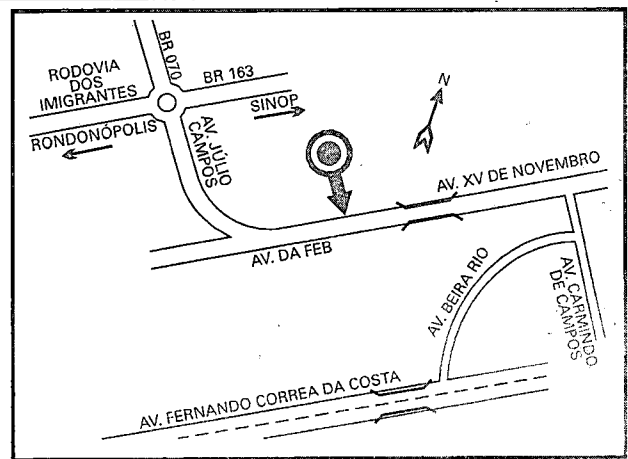 BR 070
RODOVIA
DOS
IMIGRANTES
BR 163
SINOP
RONDONÓPOLIS
AV. JÚLIO
CAMPOS
N
AV. XV DE NOVEMBRO
AV. DA FEB
AV. BEIRA RIO
AV. CARMINDO
DE CAMPOS
AV. FERNANDO CORREA DA COSTA